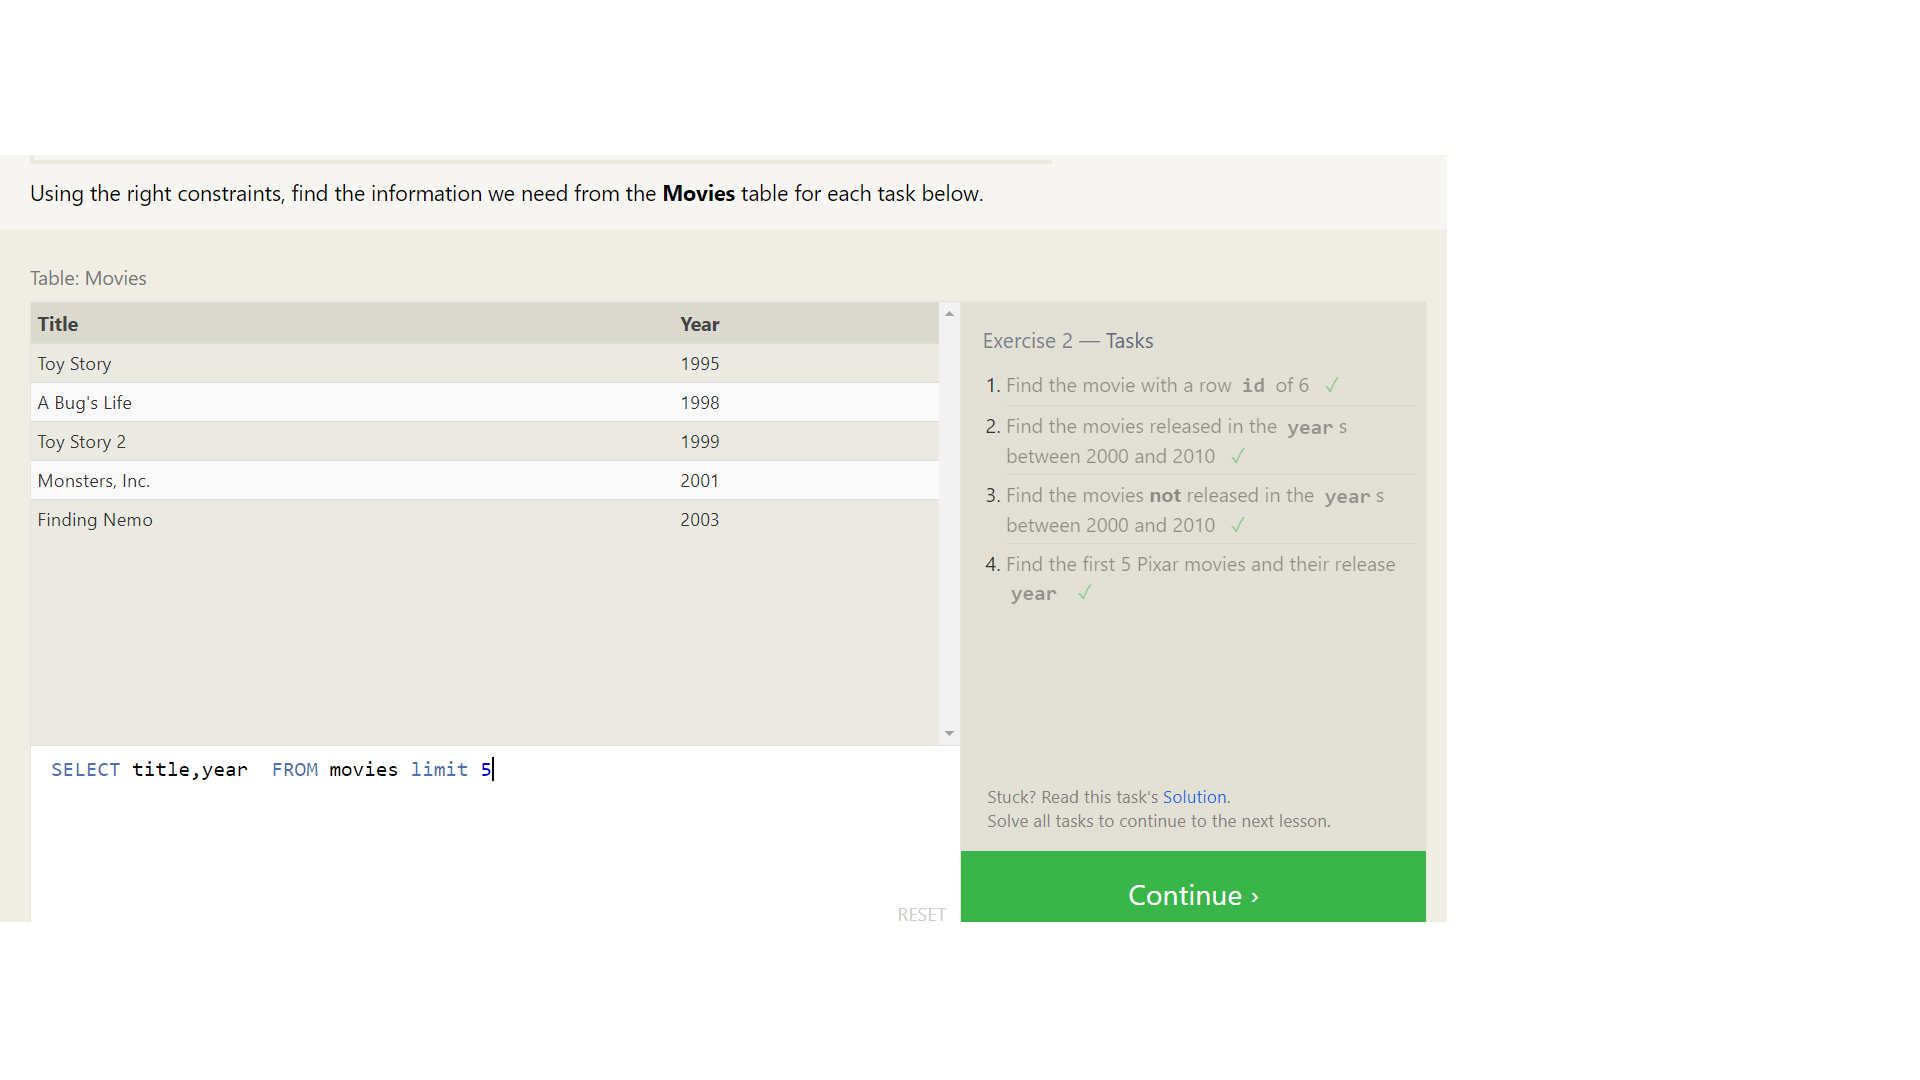 Using the right constraints, find the information we need from the Movies table for each task below.
Table: Movies
Title Year
Toy Story 1995
A Bug's Life 1998
Toy Story 2 1999
Monsters, Inc. 2001
Finding Nemo 2003
SELECT title,year  FROM movies limit 5
RESET
Exercise 2 — Tasks
1. Find the movie with a row id of 6 ✓
2. Find the movies released in the year s
between 2000 and 2010 ✓
3. Find the movies not released in the year s
between 2000 and 2010 ✓
4. Find the first 5 Pixar movies and their release
year ✓
Stuck? Read this task's Solution.
Solve all tasks to continue to the next lesson.
Continue ›